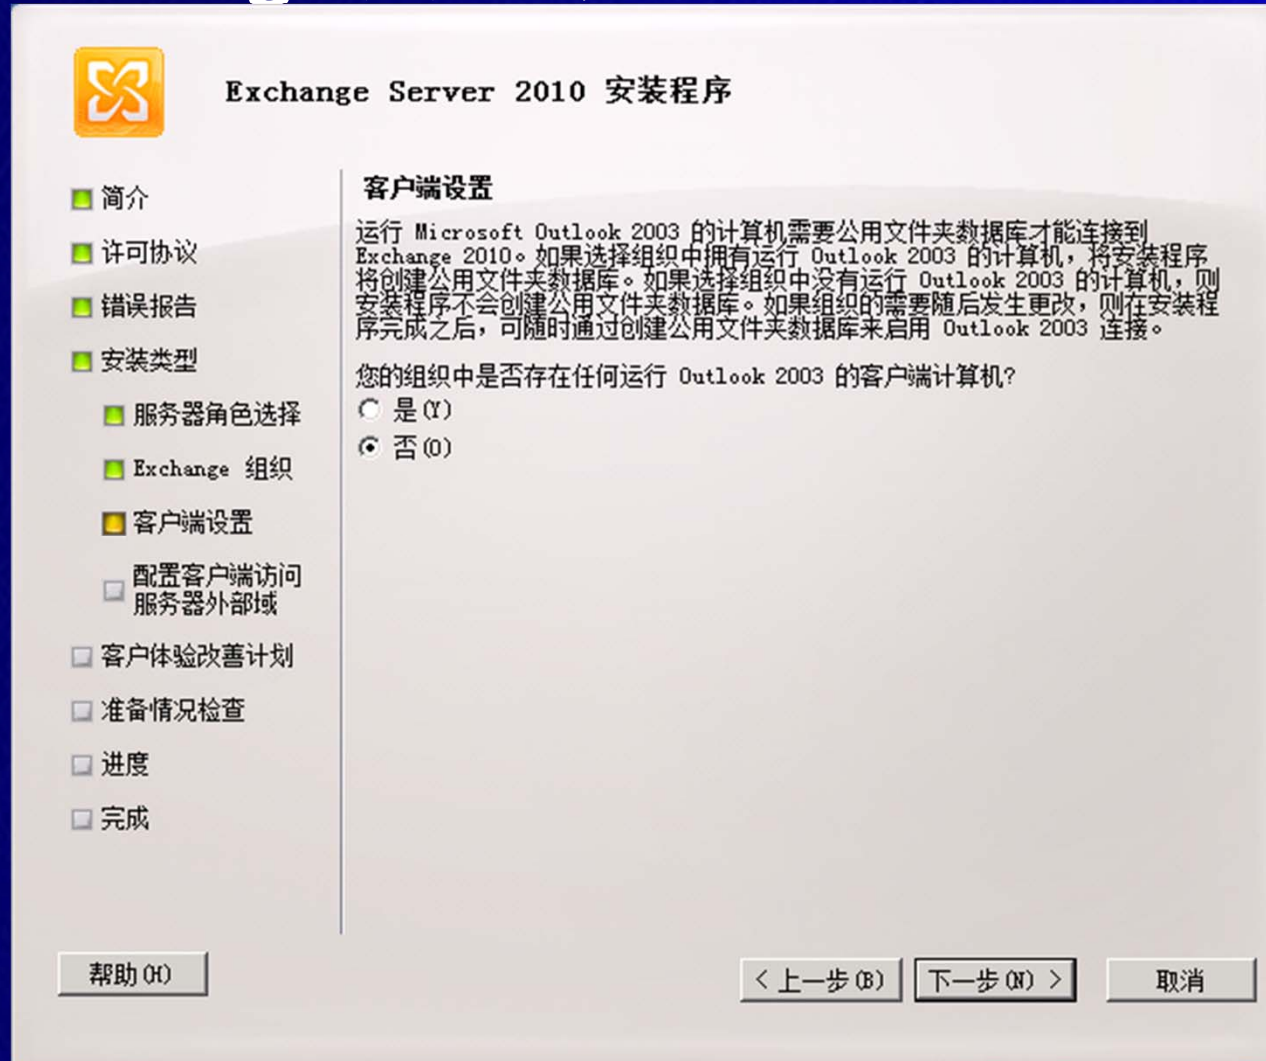 Exchange Server 2010 安装程序
简介
许可协议
错误报告
安装类型
服务器角色选择
Exchange 组织
客户端设置
配置客户端访问
服务器外部域
客户体验改善计划
准备情况检查
进度
完成
客户端设置
运行 Microsoft Outlook 2003 的计算机需要公用文件夹数据库才能连接到
Exchange 2010。如果选择组织中拥有运行 Outlook 2003 的计算机，将安装程序
将创建公用文件夹数据库。如果选择组织中没有运行 Outlook 2003 的计算机，则
安装程序不会创建公用文件夹数据库。如果组织的需要随后发生更改，则在安装程
序完成之后，可随时通过创建公用文件夹数据库来启用 Outlook 2003 连接。
您的组织中是否存在任何运行 Outlook 2003 的客户端计算机?
是(Y)
否(O)
帮助(H)
< 上一步(B)
下一步(N) >
取消